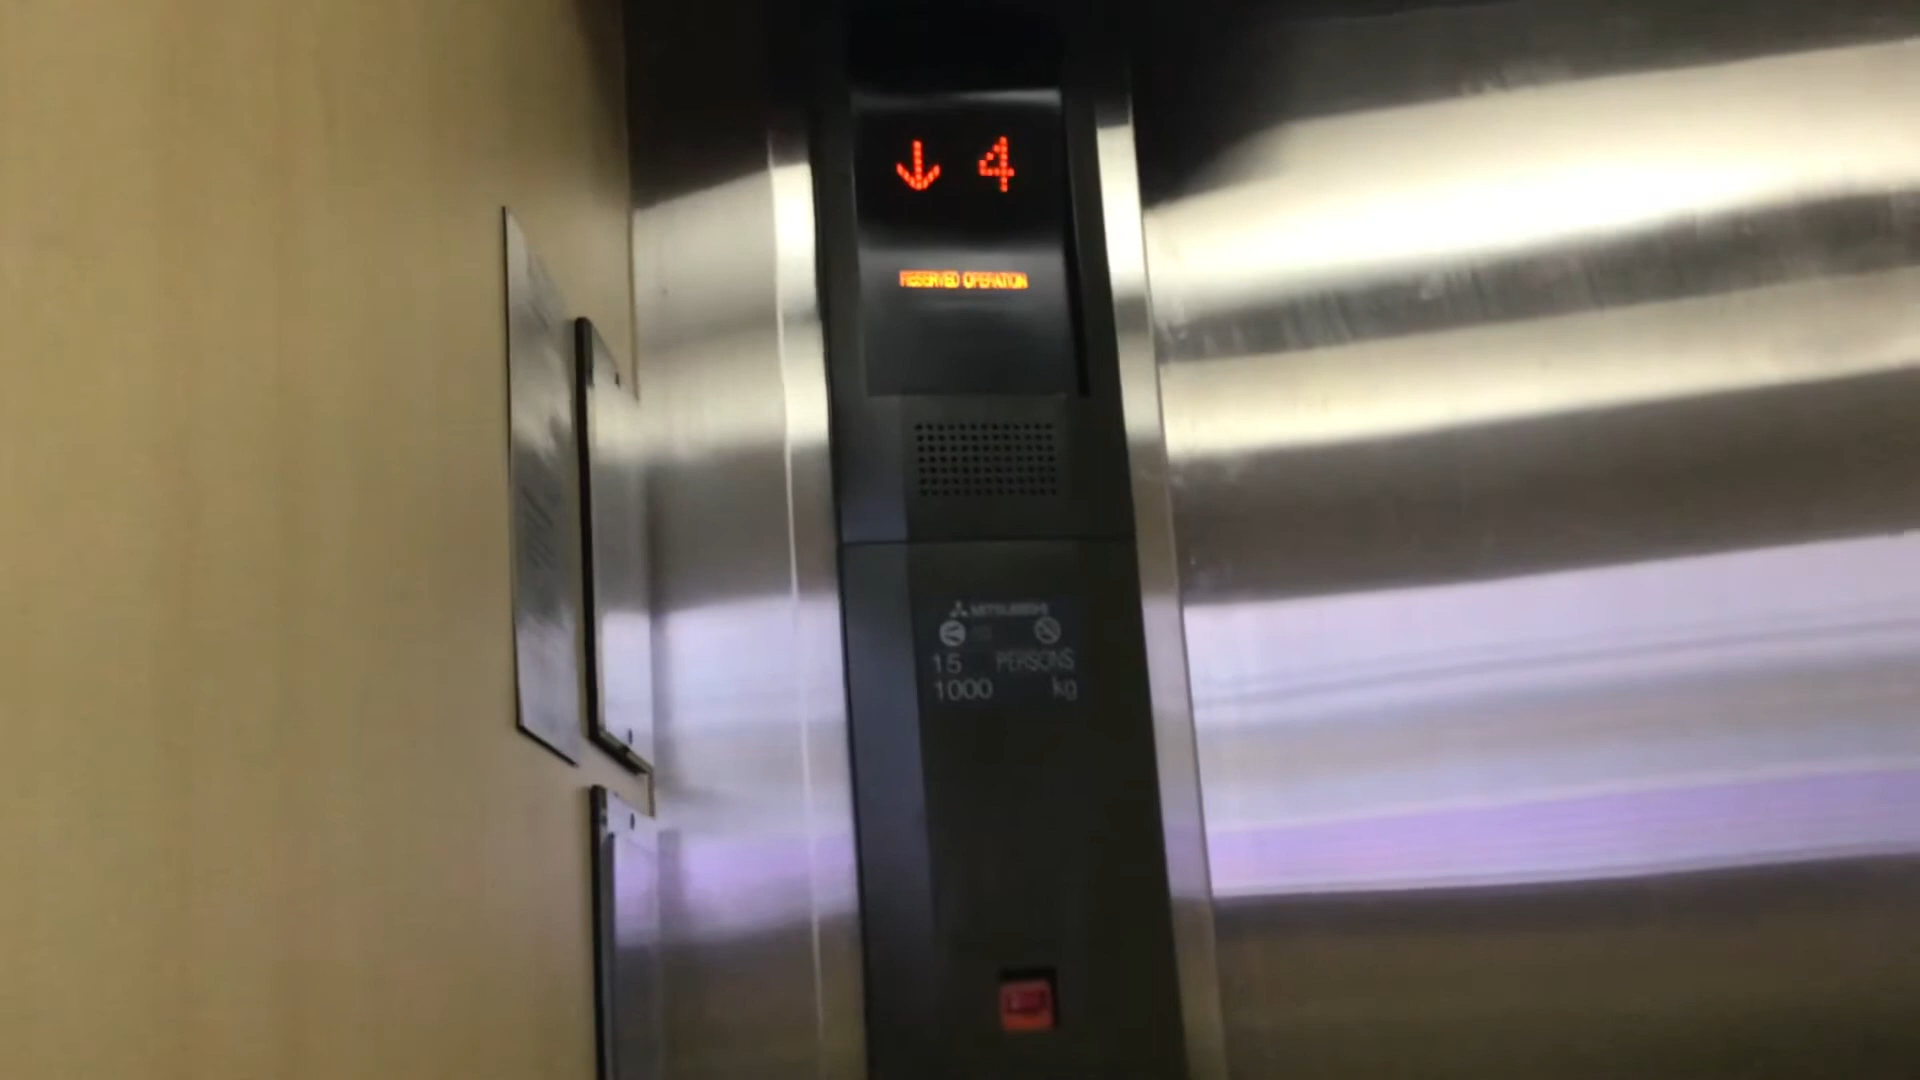 ↓ 4
RESERVED OPERATION
MITSUBISHI
15 PERSONS
1000 kg